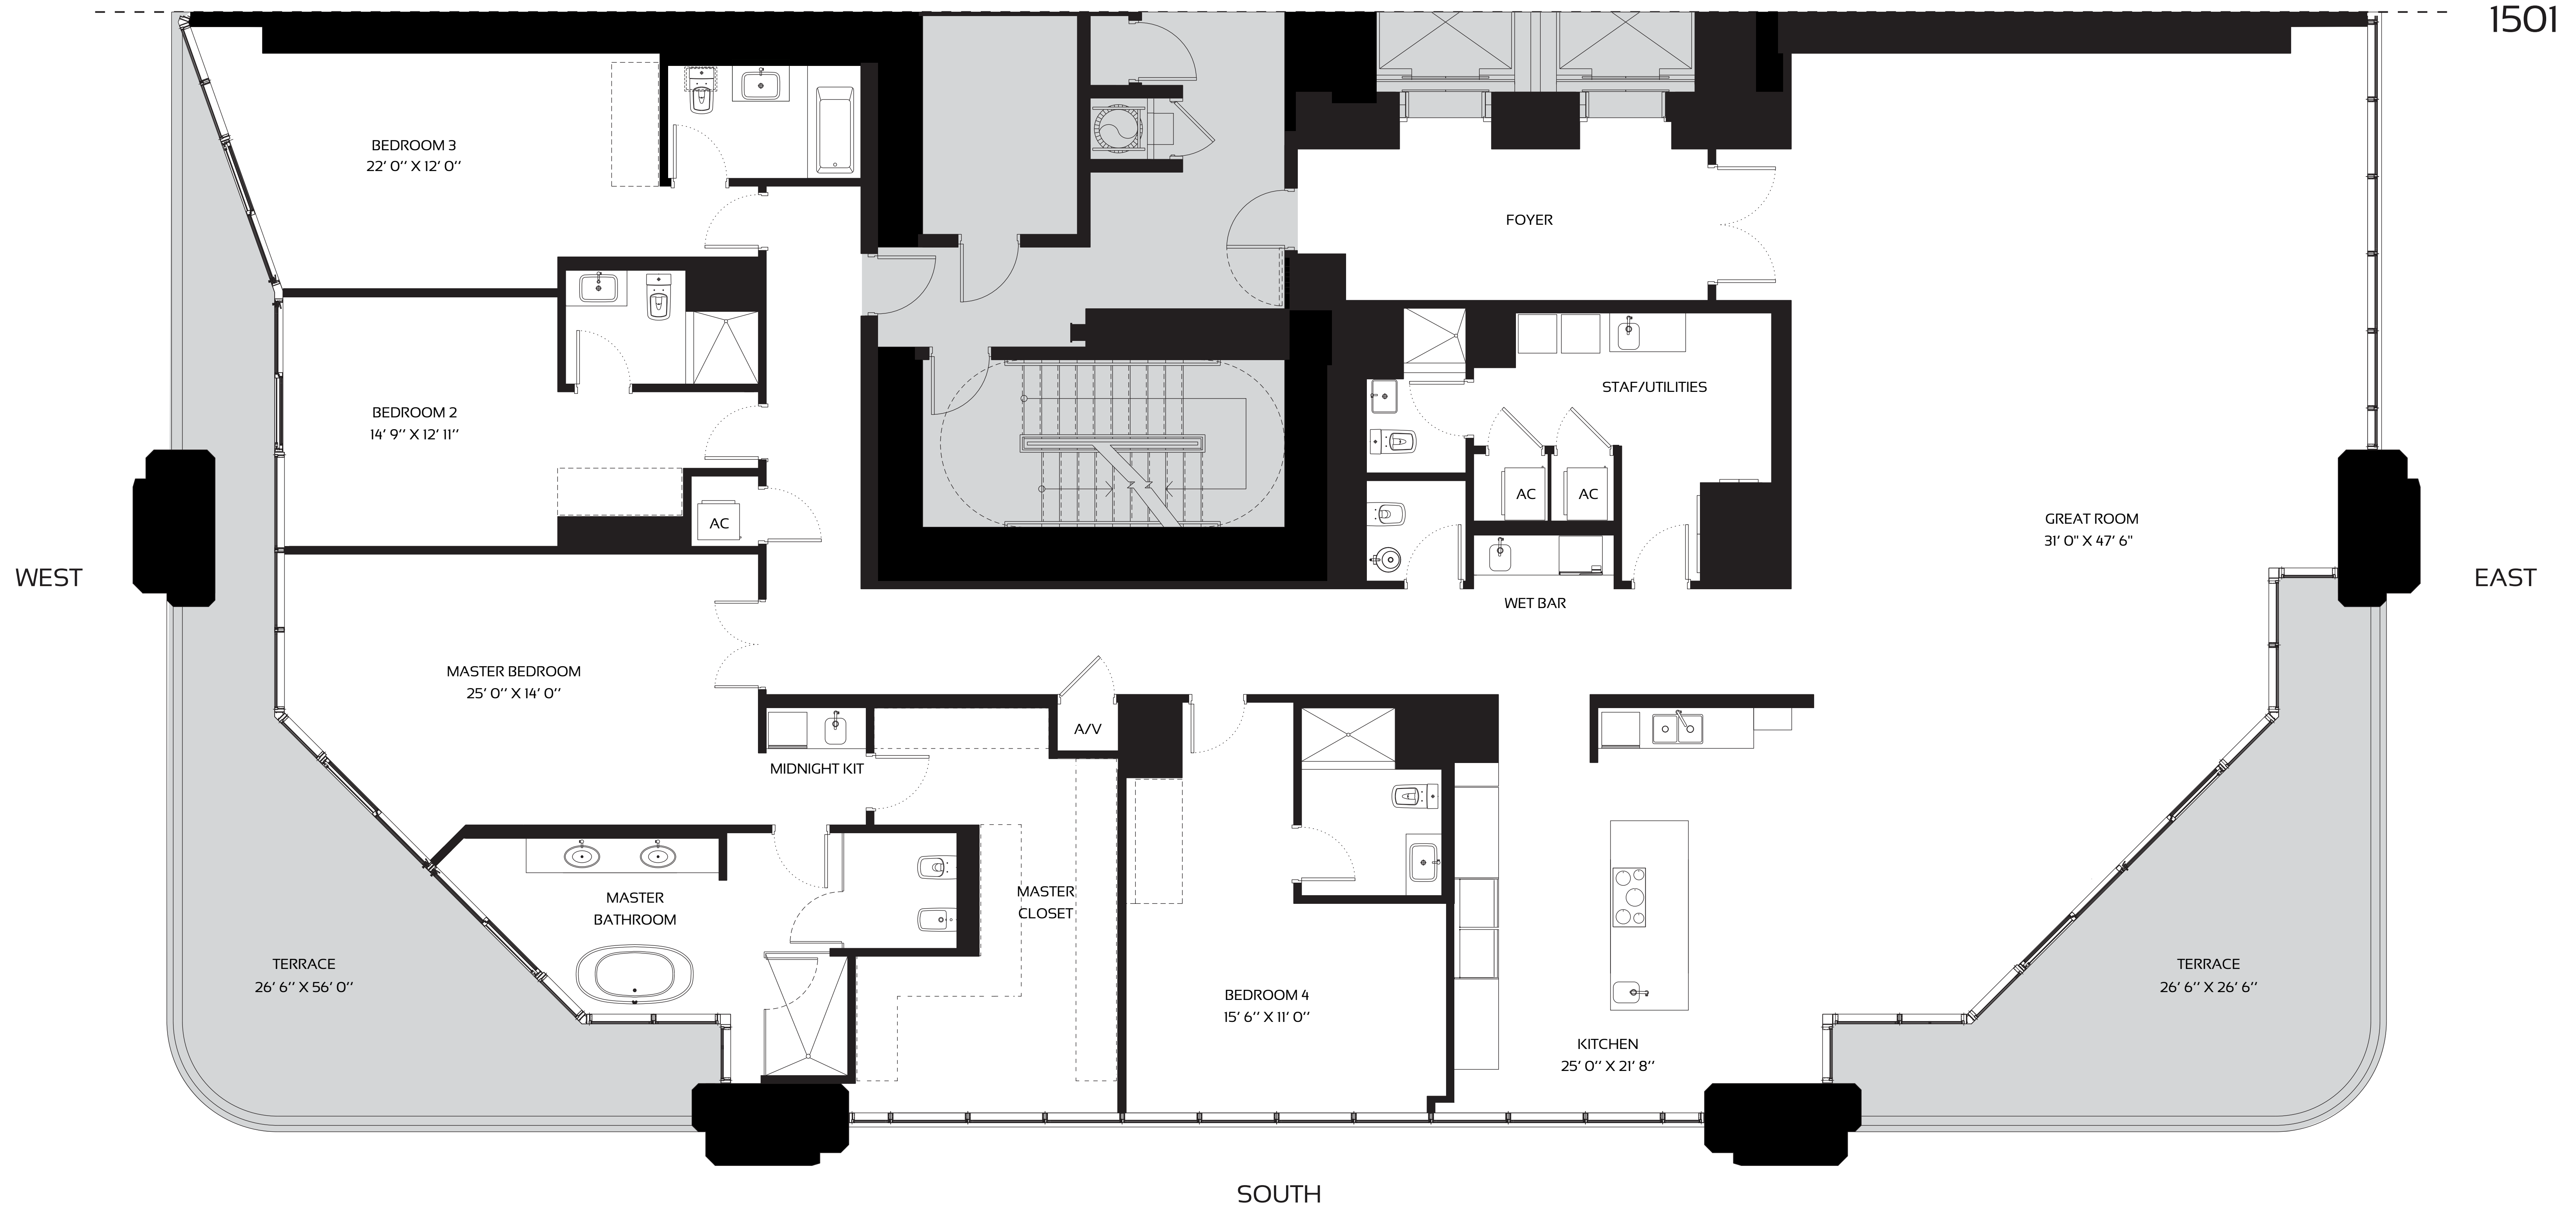 1501
BEDROOM 3
22' 0'' X 12' 0''
FOYER
STAF/UTILITIES
BEDROOM 2
14' 9'' X 12' 11''
AC
AC
AC
GREAT ROOM
31' 0" X 47' 6"
WEST
EAST
WET BAR
MASTER BEDROOM
25' 0'' X 14' 0''
A/V
MIDNIGHT KIT
MASTER
BATHROOM
MASTER
CLOSET
TERRACE
26' 6'' X 56' 0''
BEDROOM 4
15' 6'' X 11' 0''
KITCHEN
25' 0'' X 21' 8''
TERRACE
26' 6'' X 26' 6''
SOUTH